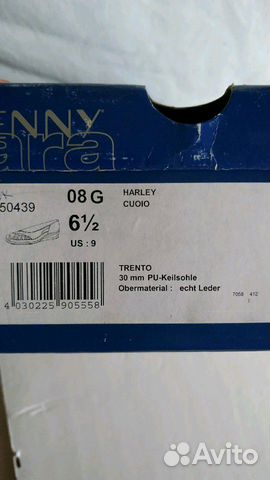 ENNY
ara
50439
08 G
6½
US : 9
HARLEY
CUOIO
TRENTO
30 mm PU-Keilsohle
Obermaterial : echt Leder
7058 412
4 030225 905558
Avito